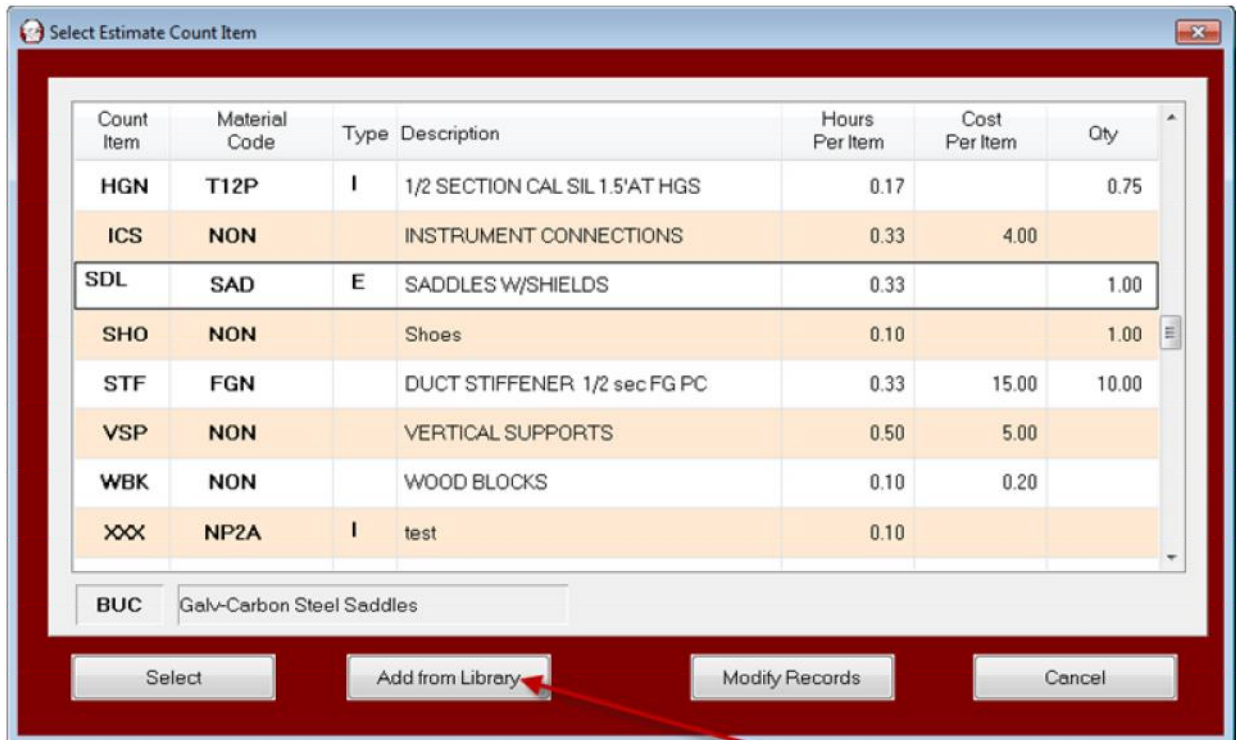 Select Estimate Count Item
Count Item Material Code Type Description Hours Per Item Cost Per Item Qty
HGN T12P I 1/2 SECTION CAL SIL 1.5'AT HGS 0.17 0.75
ICS NON INSTRUMENT CONNECTIONS 0.33 4.00
SDL SAD E SADDLES W/SHIELDS 0.33 1.00
SHO NON Shoes 0.10 1.00
STF FGN DUCT STIFFENER 1/2 sec FG PC 0.33 15.00 10.00
VSP NON VERTICAL SUPPORTS 0.50 5.00
WBK NON WOOD BLOCKS 0.10 0.20
XXX NP2A I test 0.10
BUC Galv-Carbon Steel Saddles
Select Add from Library Modify Records Cancel